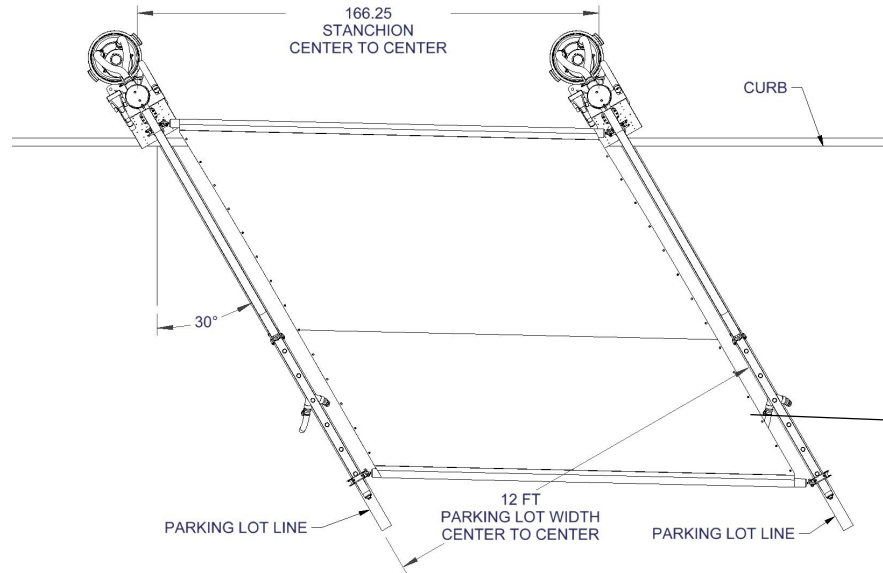 166.25
STANCHION
CENTER TO CENTER
CURB
30°
12 FT
PARKING LOT WIDTH
CENTER TO CENTER
PARKING LOT LINE
PARKING LOT LINE